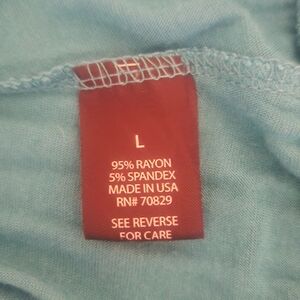 L
95% RAYON
5% SPANDEX
MADE IN USA
RN# 70829
SEE REVERSE
FOR CARE